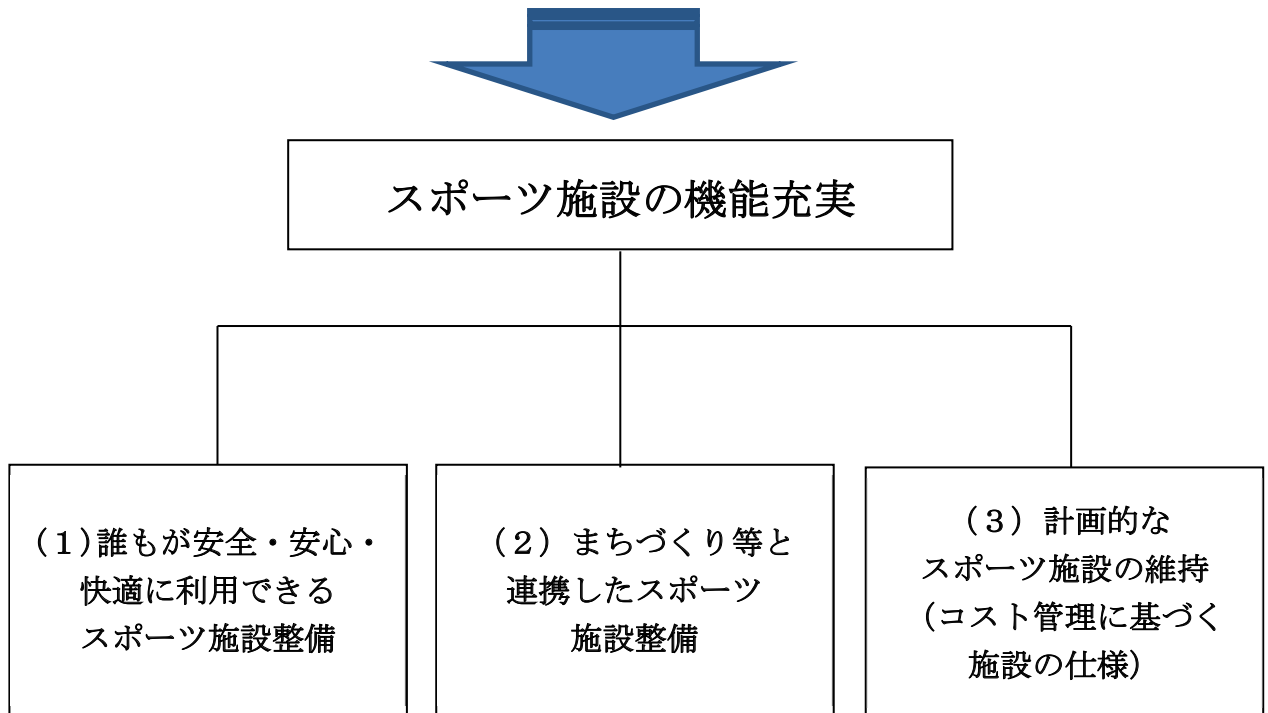 スポーツ施設の機能充実
（１）誰もが安全・安心・
快適に利用できる
スポーツ施設整備
（２）まちづくり等と
連携したスポーツ
施設整備
（３）計画的な
スポーツ施設の維持
（コスト管理に基づく
施設の仕様）